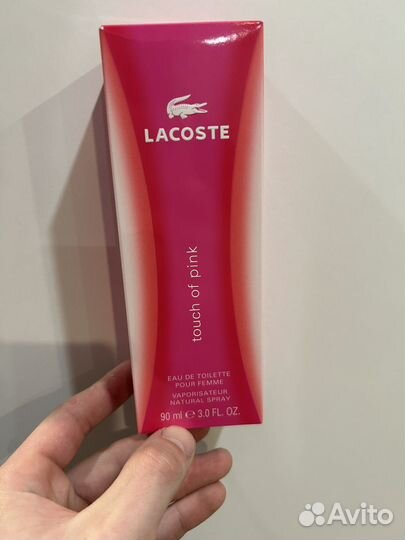 LACOSTE
touch of pink
EAU DE TOILETTE
POUR FEMME
VAPORISATEUR
NATURAL SPRAY
90 ml ℮ 3.0 FL. OZ.
Avito